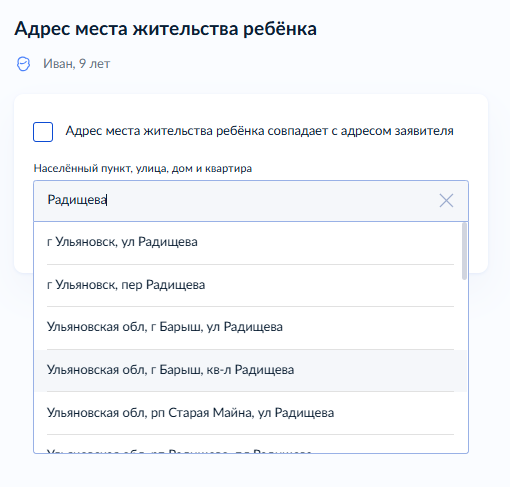 Адрес места жительства ребёнка
Иван, 9 лет
Адрес места жительства ребёнка совпадает с адресом заявителя
Населённый пункт, улица, дом и квартира
Радищева
г Ульяновск, ул Радищева
г Ульяновск, пер Радищева
Ульяновская обл, г Барыш, ул Радищева
Ульяновская обл, г Барыш, кв-л Радищева
Ульяновская обл, рп Старая Майна, ул Радищева